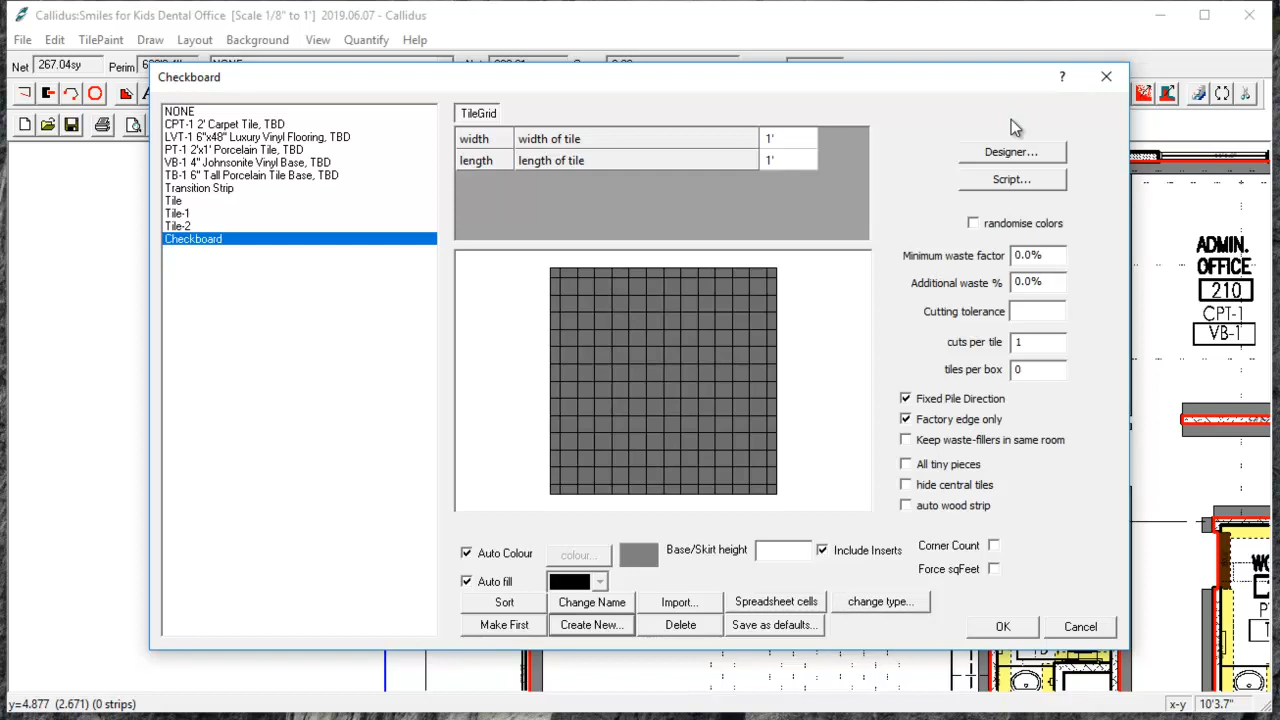 Callidus:Smiles for Kids Dental Office [Scale 1/8" to 1'] 2019.06.07 - Callidus
File Edit TilePaint Draw Layout Background View Quantify Help
Net 267.04sy Perim
Checkboard ?
NONE
CPT-1 2' Carpet Tile, TBD
LVT-1 6"x48" Luxury Vinyl Flooring, TBD
PT-1 2'x1' Porcelain Tile, TBD
VB-1 4" Johnsonite Vinyl Base, TBD
TB-1 6" Tall Porcelain Tile Base, TBD
Transition Strip
Tile
Tile-1
Tile-2
Checkboard
TileGrid
width width of tile 1'
length length of tile 1'
Designer...
Script...
randomise colors
Minimum waste factor 0.0%
Additional waste % 0.0%
Cutting tolerance
cuts per tile 1
tiles per box 0
Fixed Pile Direction
Factory edge only
Keep waste-fillers in same room
All tiny pieces
hide central tiles
auto wood strip
Auto Colour colour... Base/Skirt height Include Inserts Corner Count
Auto fill Force sqFeet
Sort Change Name Import... Spreadsheet cells change type...
Make First Create New... Delete Save as defaults... OK Cancel
ADMIN.
OFFICE
210
CPT-1
VB-1
y=4.877 (2.671) (0 strips) x-y 10'3.7"